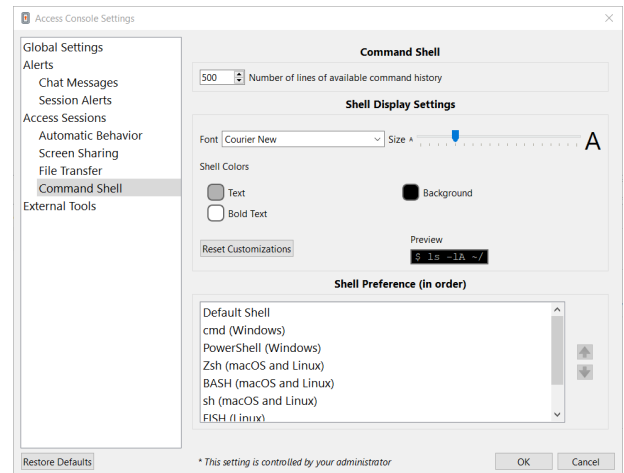 Access Console Settings
Global Settings
Alerts
Chat Messages
Session Alerts
Access Sessions
Automatic Behavior
Screen Sharing
File Transfer
Command Shell
External Tools
Command Shell
500 Number of lines of available command history
Shell Display Settings
Font Courier New Size A A
Shell Colors
Text Background
Bold Text
Preview
Reset Customizations $ ls -lA ~/
Shell Preference (in order)
Default Shell
cmd (Windows)
PowerShell (Windows)
Zsh (macOS and Linux)
BASH (macOS and Linux)
sh (macOS and Linux)
FISH (Linux)
Restore Defaults * This setting is controlled by your administrator OK Cancel